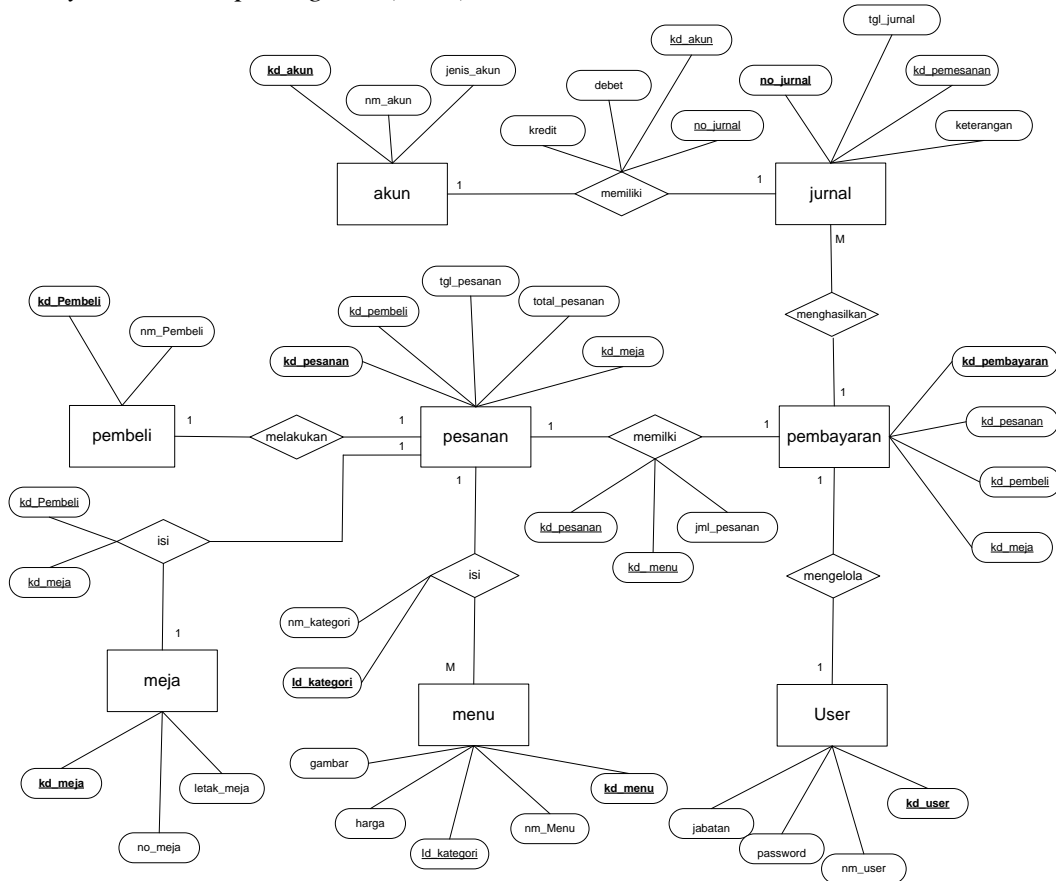 tgl_jurnal
kd_akun
kd_akun
jenis_akun
kd_pemesanan
no_jurnal
debet
nm_akun
kredit
no_jurnal
keterangan
akun
1
memiliki
1
jurnal
M
tgl_pesanan
kd_Pembeli
total_pesanan
kd_pembeli
menghasilkan
nm_Pembeli
kd_pesanan
kd_meja
kd_pembayaran
1
pembeli
1
melakukan
1
pesanan
1
memilki
1
pembayaran
kd_pesanan
1
1
1
kd_pembeli
kd_Pembeli
isi
kd_pesanan
jml_pesanan
kd_meja
kd_menu
kd_meja
isi
mengelola
nm_kategori
1
Id_kategori
M
1
meja
menu
User
gambar
kd_menu
kd_meja
letak_meja
kd_user
harga
nm_Menu
jabatan
no_meja
Id_kategori
password
nm_user